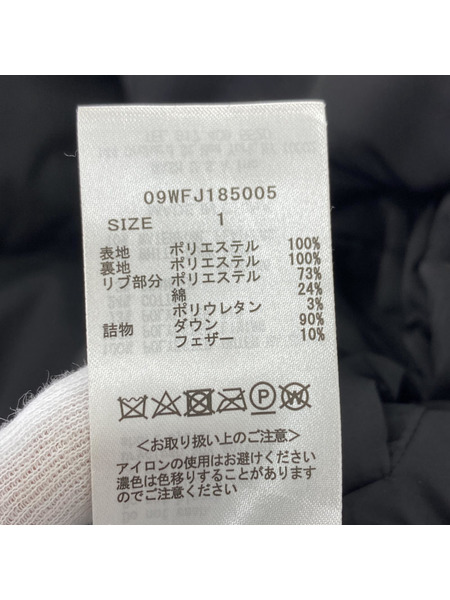 09WFJ185005
SIZE 1
表地 ポリエステル 100%
裏地 ポリエステル 100%
リブ部分 ポリエステル 73%
綿 24%
ポリウレタン 3%
詰物 ダウン 90%
フェザー 10%
P W
<お取り扱い上のご注意>
アイロンの使用はお避けください
濃色は色移りすることがあります
のでご注意ください